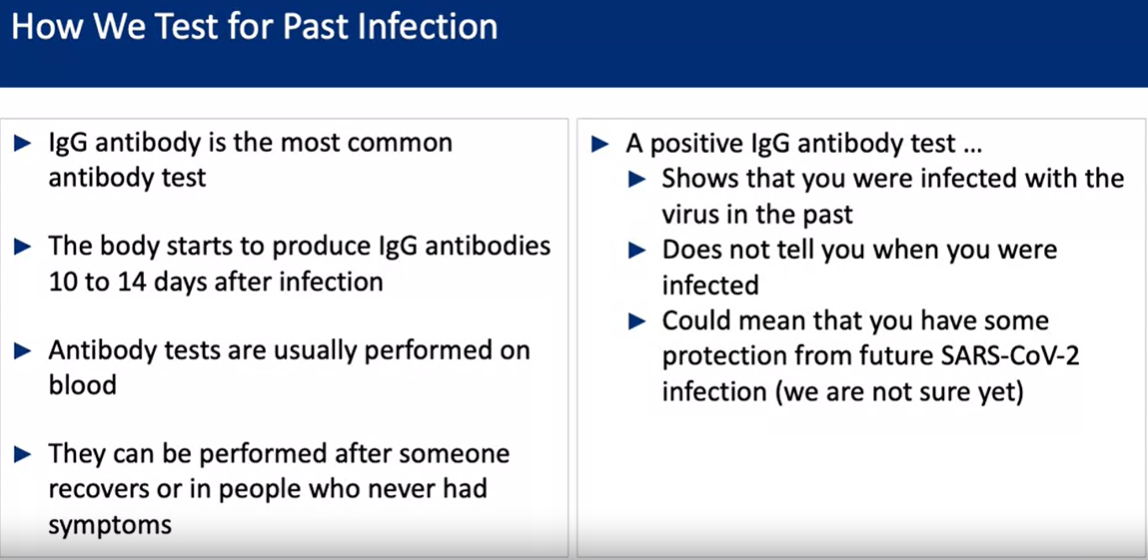 How We Test for Past Infection
IgG antibody is the most common
antibody test
The body starts to produce IgG antibodies
10 to 14 days after infection
Antibody tests are usually performed on
blood
They can be performed after someone
recovers or in people who never had
symptoms
A positive IgG antibody test ...
Shows that you were infected with the
virus in the past
Does not tell you when you were
infected
Could mean that you have some
protection from future SARS-CoV-2
infection (we are not sure yet)